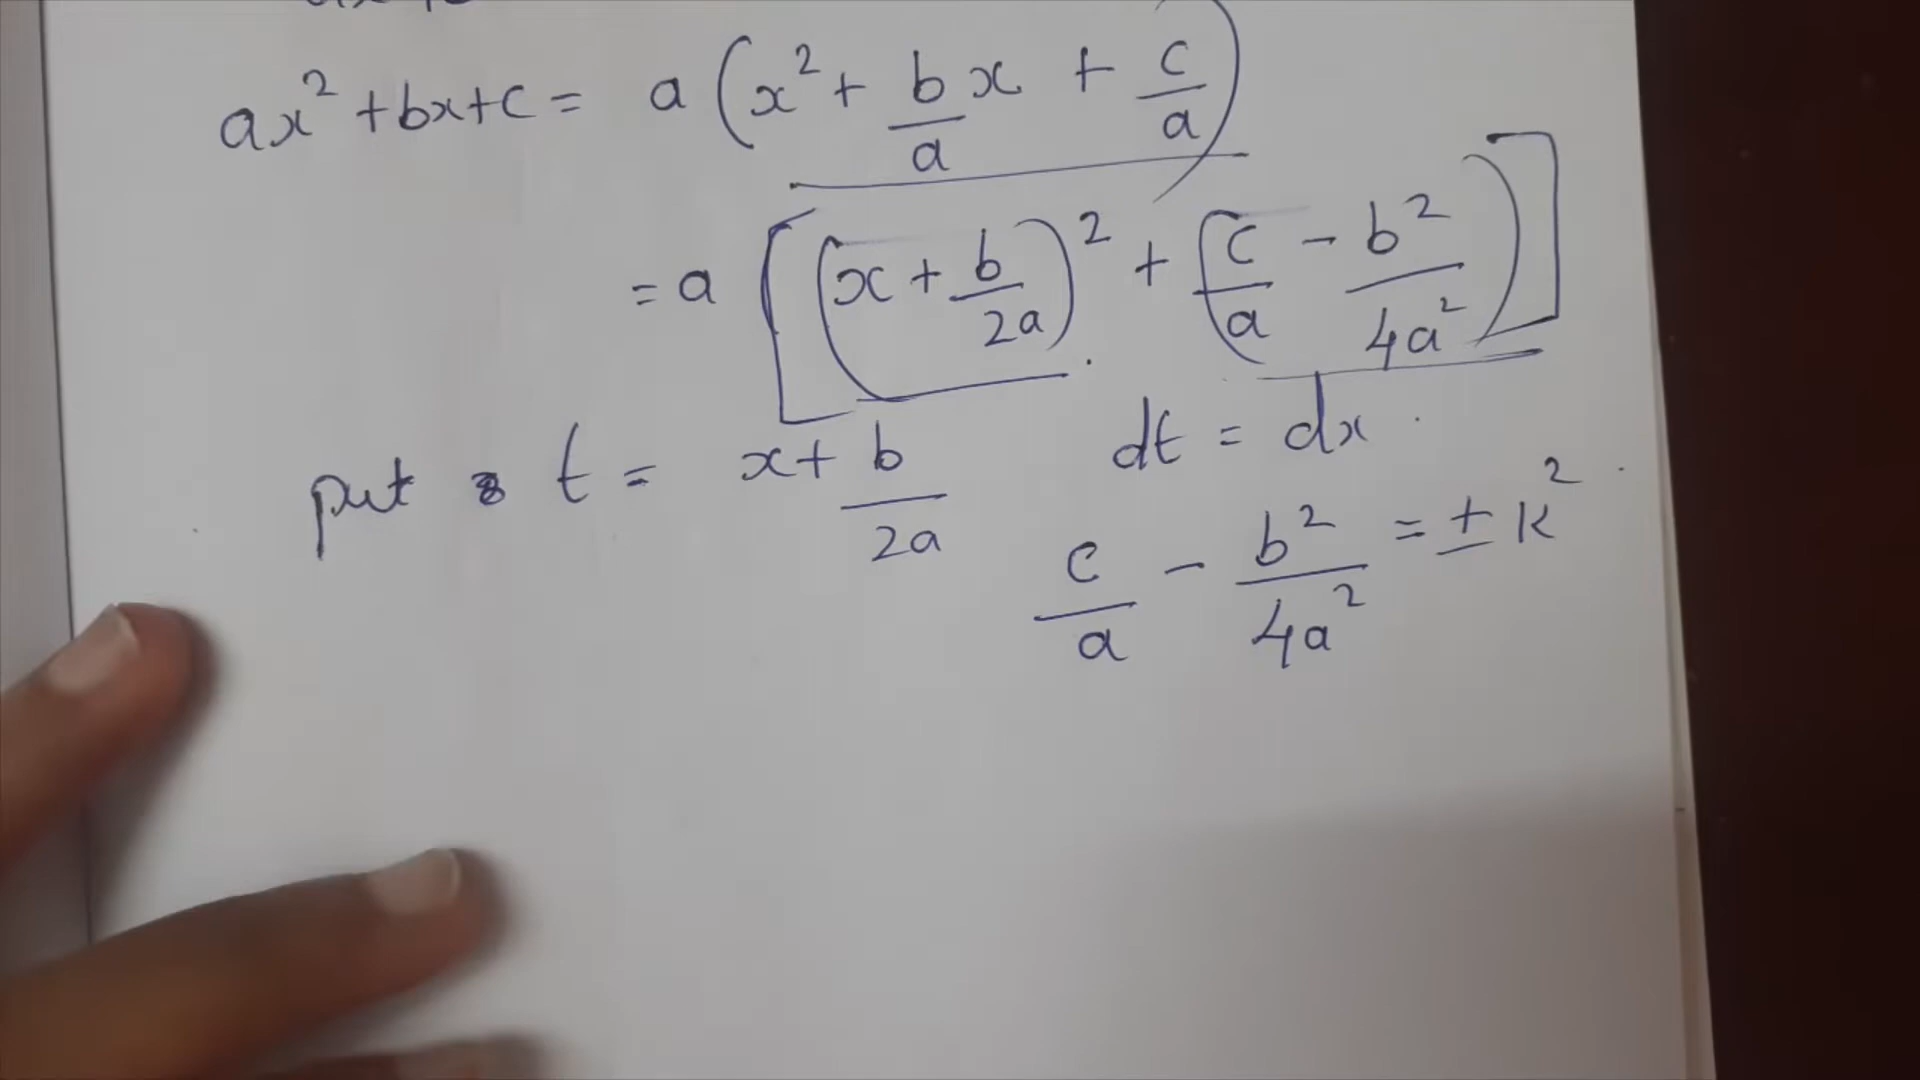 ax² + bx + c = a (x² + b/a x + c/a)
= a [(x + b/2a)² + (c/a - b²/4a²)]
put t = x + b/2a dt = dx
c/a - b²/4a² = ± k²